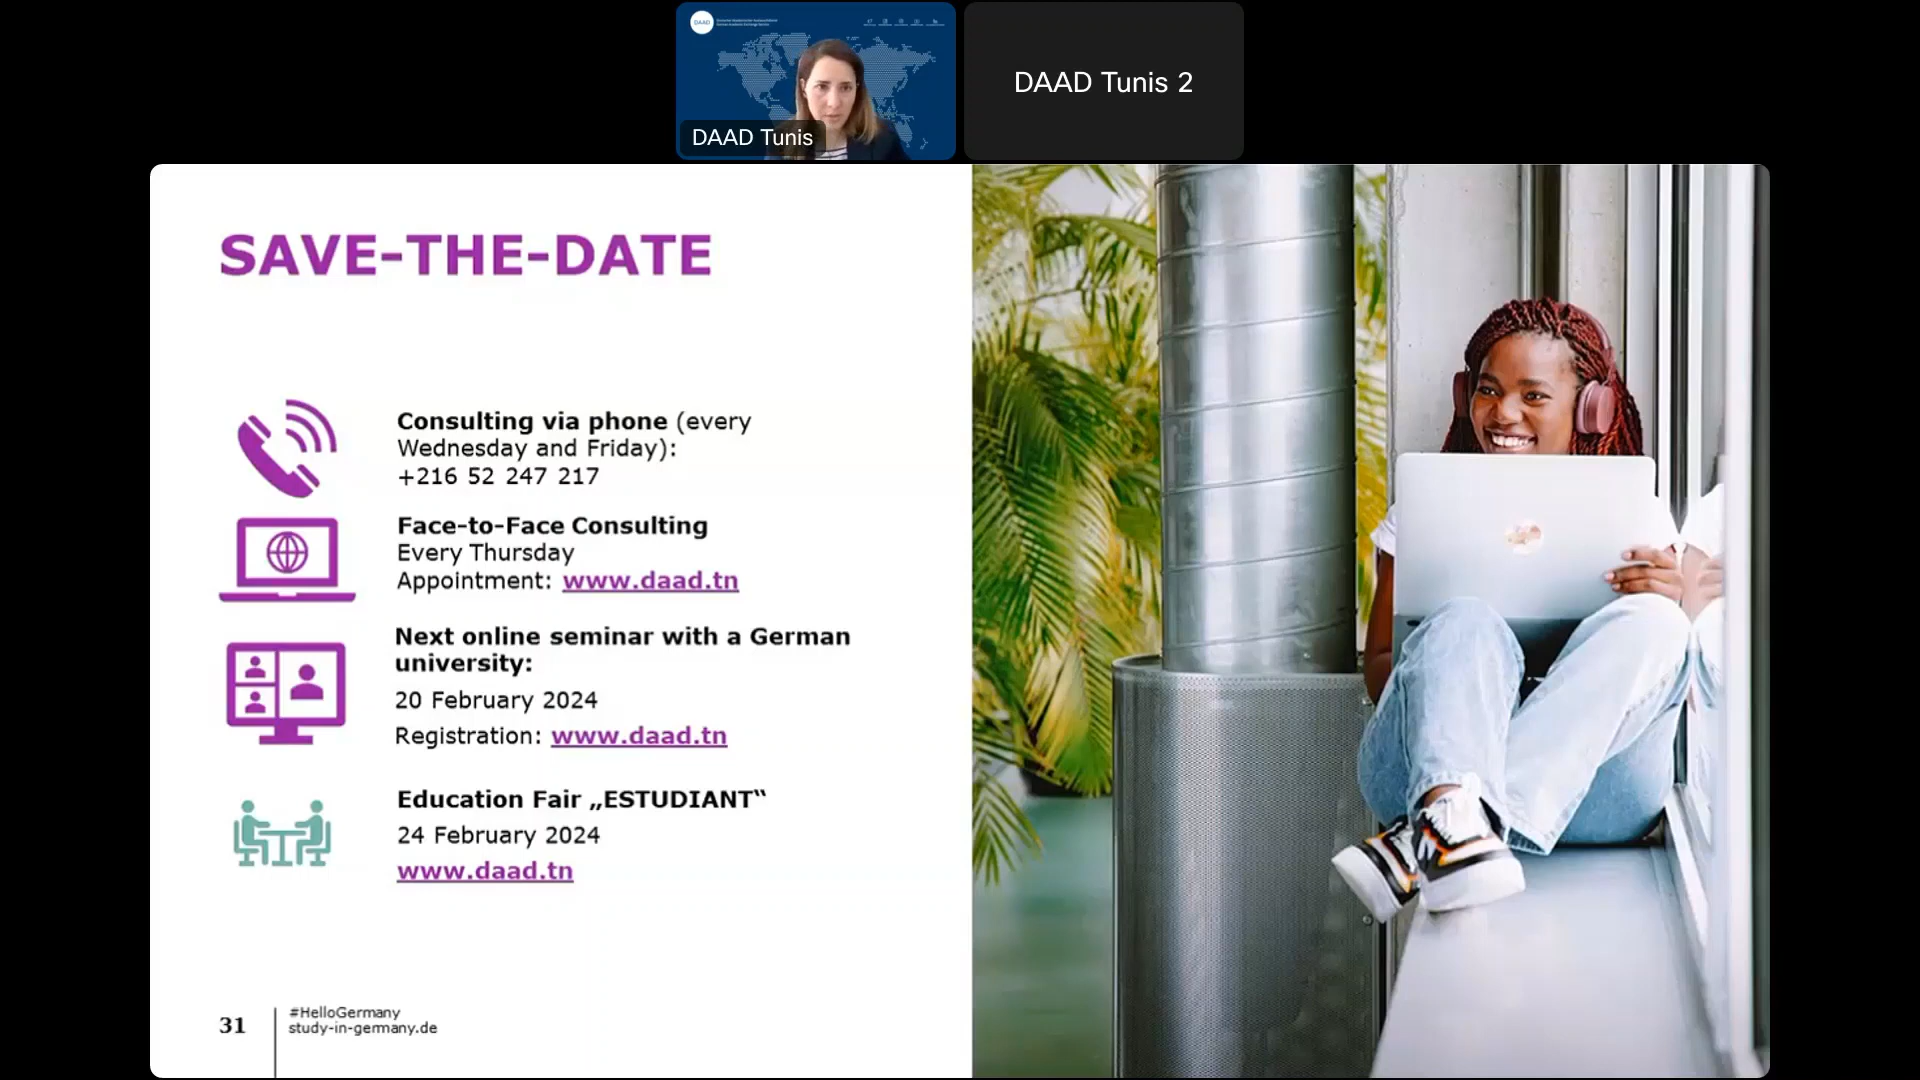 DAAD
DAAD Tunis
DAAD Tunis 2
SAVE-THE-DATE
Consulting via phone (every
Wednesday and Friday):
+216 52 247 217
Face-to-Face Consulting
Every Thursday
Appointment: www.daad.tn
Next online seminar with a German
university:
20 February 2024
Registration: www.daad.tn
Education Fair „ESTUDIANT“
24 February 2024
www.daad.tn
31
#HelloGermany
study-in-germany.de